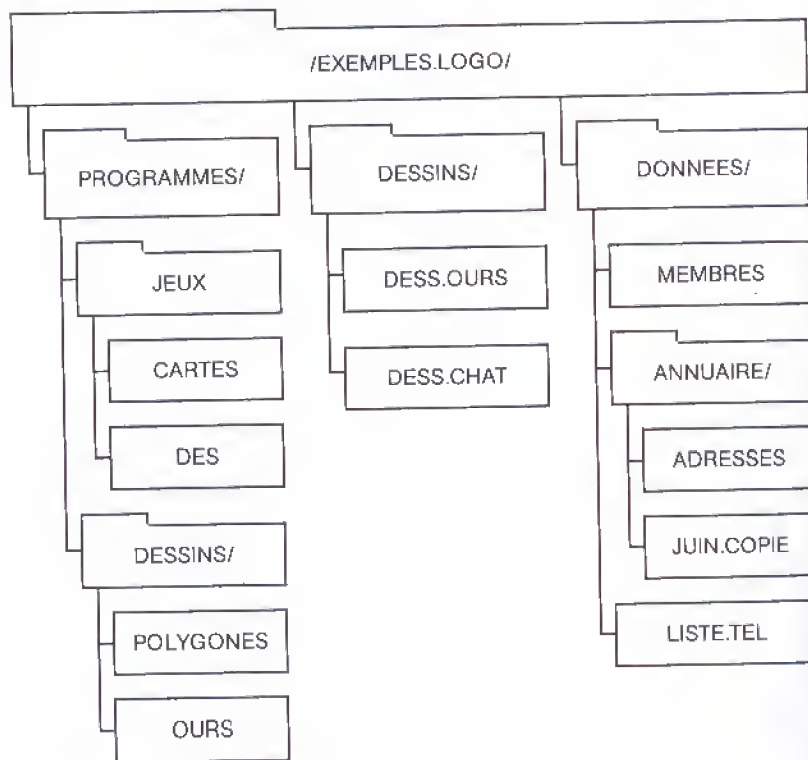 /EXEMPLES.LOGO/
PROGRAMMES/
JEUX
CARTES
DES
DESSINS/
POLYGONES
OURS
DESSINS/
DESS.OURS
DESS.CHAT
DONNEES/
MEMBRES
ANNUAIRE/
ADRESSES
JUIN.COPIE
LISTE.TEL